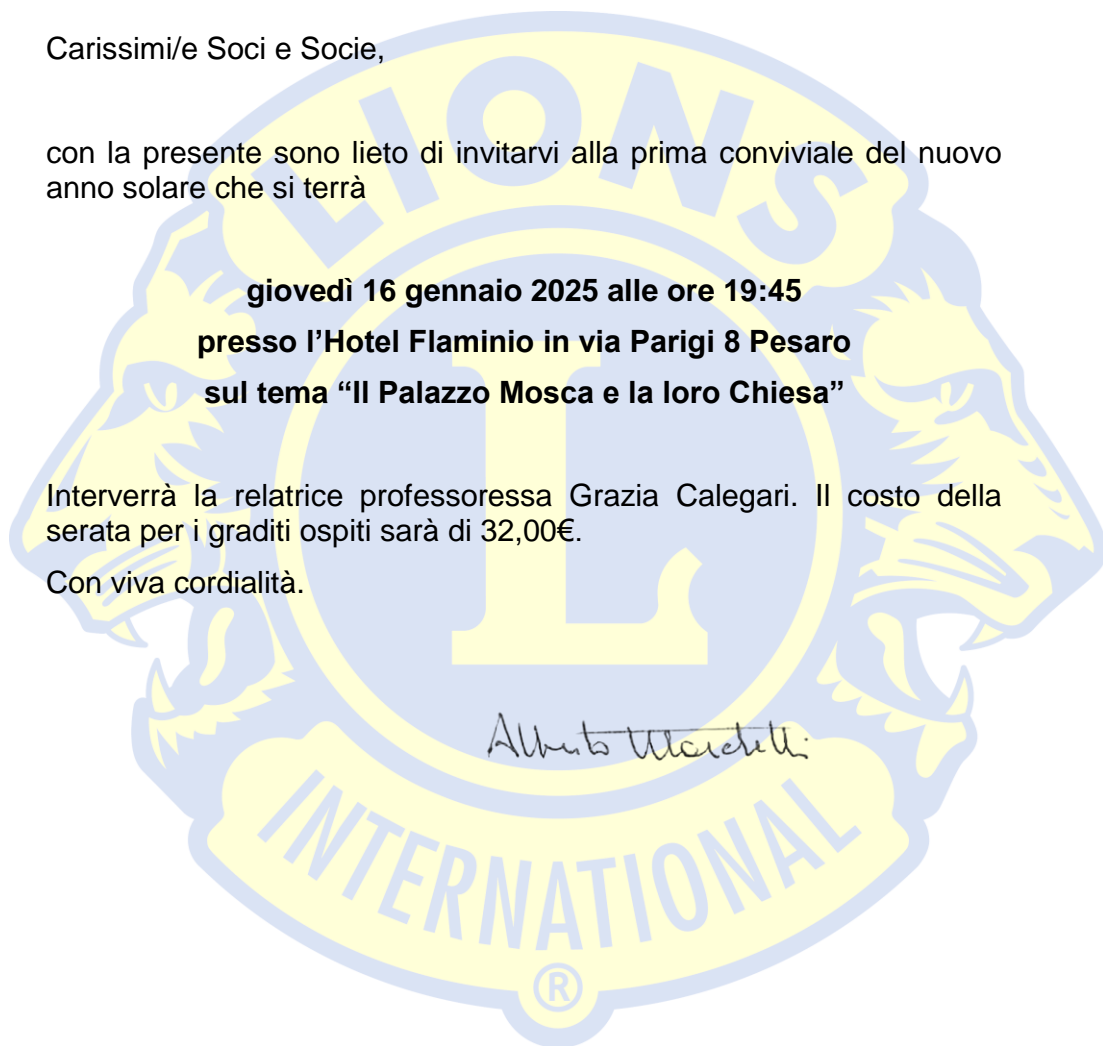 Carissimi/e Soci e Socie,
con la presente sono lieto di invitarvi alla prima conviviale del nuovo
anno solare che si terrà
giovedì 16 gennaio 2025 alle ore 19:45
presso l’Hotel Flaminio in via Parigi 8 Pesaro
sul tema “Il Palazzo Mosca e la loro Chiesa”
Interverrà la relatrice professoressa Grazia Calegari. Il costo della
serata per i graditi ospiti sarà di 32,00€.
Con viva cordialità.
Alberto
LIONS
L
INTERNATIONAL
®